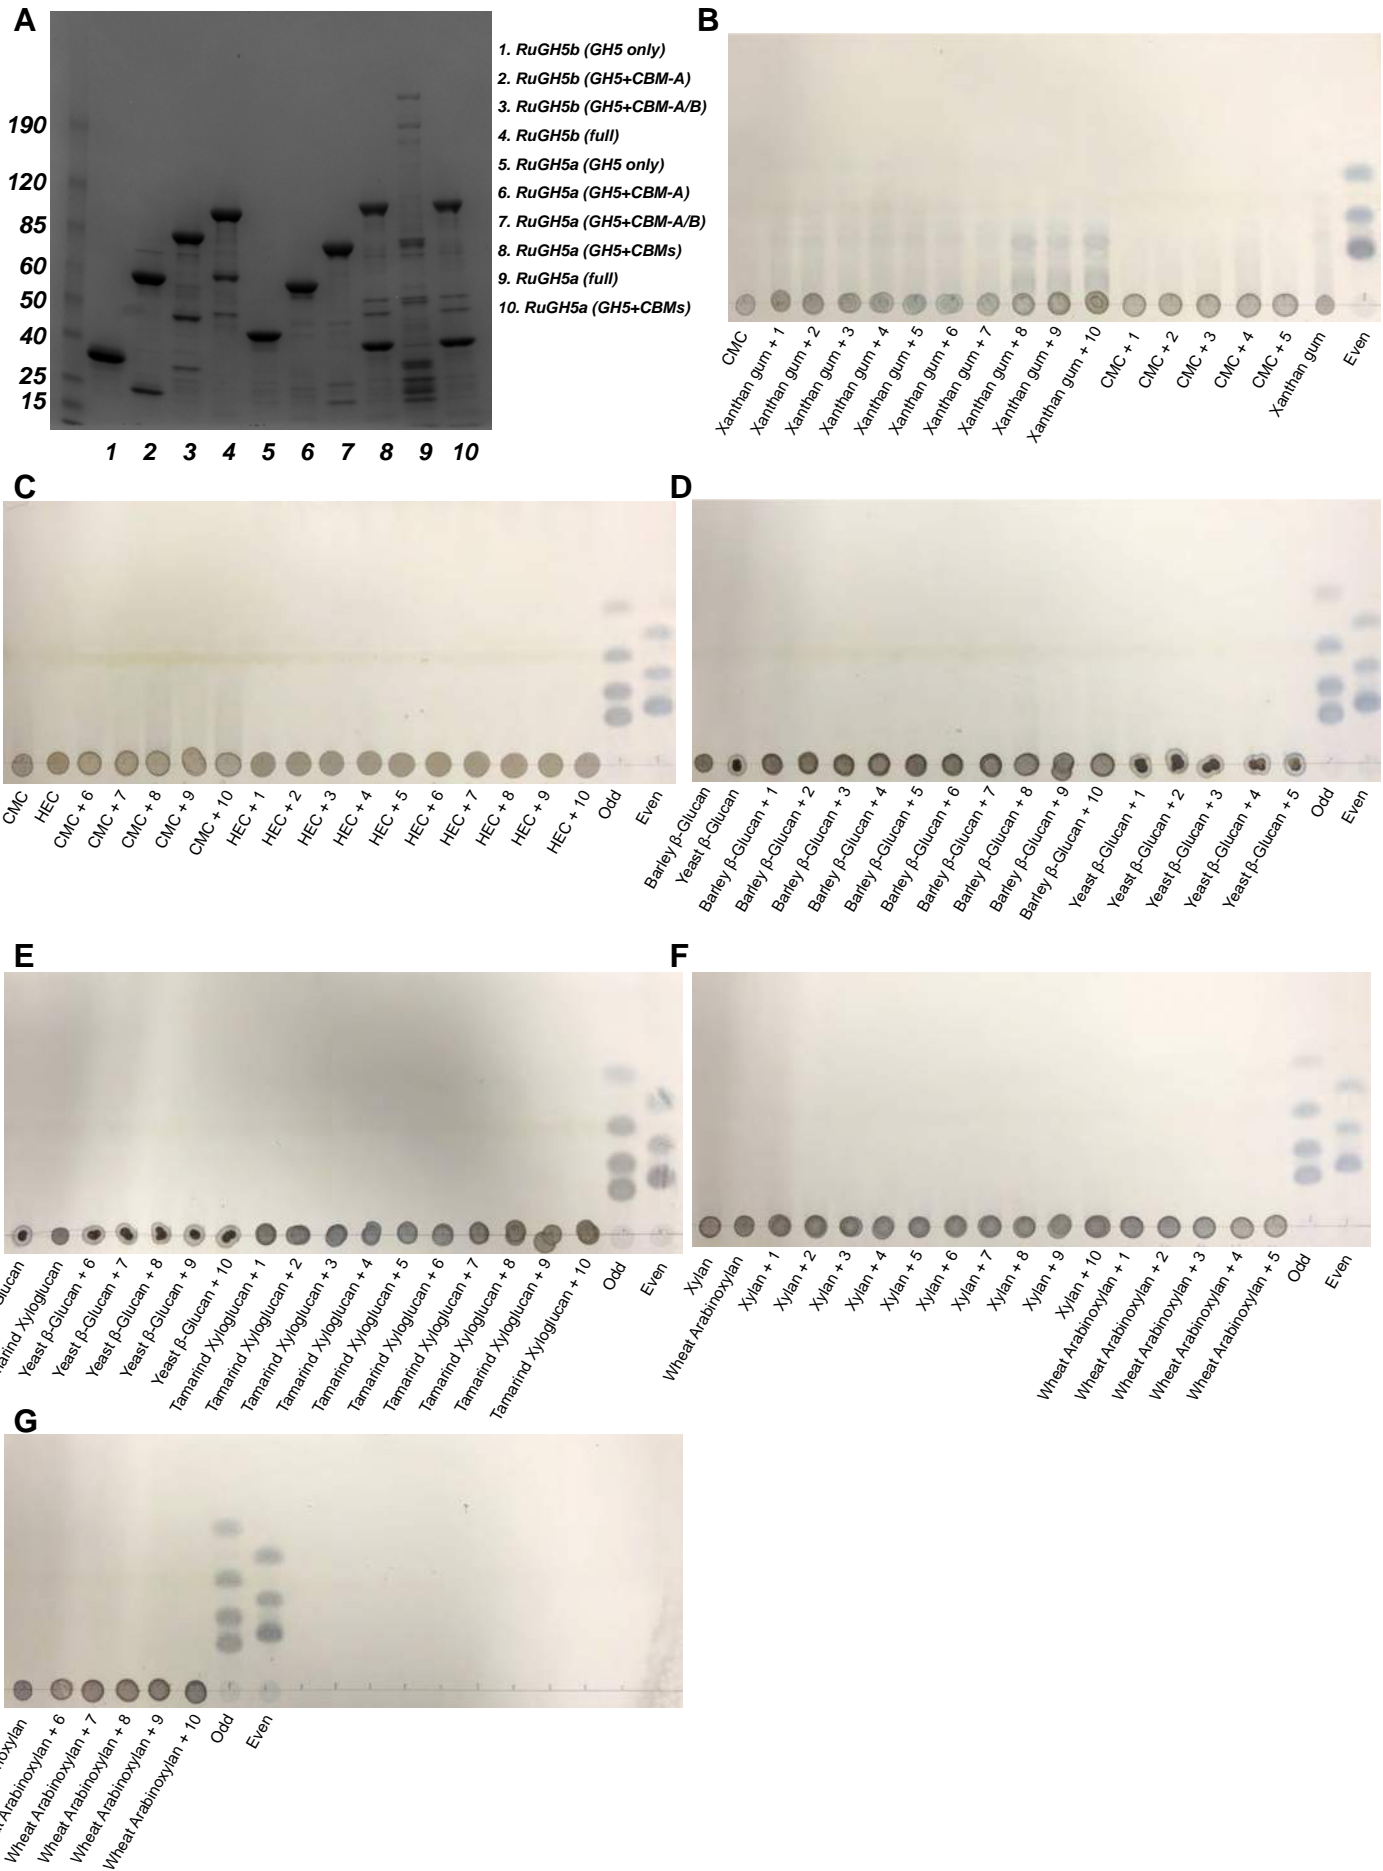 A
190
120
85
60
50
40
25
15
1 2 3 4 5 6 7 8 9 10
1. RuGH5b (GH5 only)
2. RuGH5b (GH5+CBM-A)
3. RuGH5b (GH5+CBM-A/B)
4. RuGH5b (full)
5. RuGH5a (GH5 only)
6. RuGH5a (GH5+CBM-A)
7. RuGH5a (GH5+CBM-A/B)
8. RuGH5a (GH5+CBMs)
9. RuGH5a (full)
10. RuGH5a (GH5+CBMs)
B
CMC
Xanthan gum + 1
Xanthan gum + 2
Xanthan gum + 3
Xanthan gum + 4
Xanthan gum + 5
Xanthan gum + 6
Xanthan gum + 7
Xanthan gum + 8
Xanthan gum + 9
Xanthan gum + 10
CMC + 1
CMC + 2
CMC + 3
CMC + 4
CMC + 5
Xanthan gum
Even
C
CMC
HEC
CMC + 6
CMC + 7
CMC + 8
CMC + 9
CMC + 10
HEC + 1
HEC + 2
HEC + 3
HEC + 4
HEC + 5
HEC + 6
HEC + 7
HEC + 8
HEC + 9
HEC + 10
Odd
Even
D
Barley β-Glucan
Yeast β-Glucan
Barley β-Glucan + 1
Barley β-Glucan + 2
Barley β-Glucan + 3
Barley β-Glucan + 4
Barley β-Glucan + 5
Barley β-Glucan + 6
Barley β-Glucan + 7
Barley β-Glucan + 8
Barley β-Glucan + 9
Barley β-Glucan + 10
Yeast β-Glucan + 1
Yeast β-Glucan + 2
Yeast β-Glucan + 3
Yeast β-Glucan + 4
Yeast β-Glucan + 5
Odd
Even
E
Glucan
marind Xyloglucan
Yeast β-Glucan + 6
Yeast β-Glucan + 7
Yeast β-Glucan + 8
Yeast β-Glucan + 9
Yeast β-Glucan + 10
Tamarind Xyloglucan + 1
Tamarind Xyloglucan + 2
Tamarind Xyloglucan + 3
Tamarind Xyloglucan + 4
Tamarind Xyloglucan + 5
Tamarind Xyloglucan + 6
Tamarind Xyloglucan + 7
Tamarind Xyloglucan + 8
Tamarind Xyloglucan + 9
Tamarind Xyloglucan + 10
Odd
Even
F
Xylan
Wheat Arabinoxylan
Xylan + 1
Xylan + 2
Xylan + 3
Xylan + 4
Xylan + 5
Xylan + 6
Xylan + 7
Xylan + 8
Xylan + 9
Xylan + 10
Wheat Arabinoxylan + 1
Wheat Arabinoxylan + 2
Wheat Arabinoxylan + 3
Wheat Arabinoxylan + 4
Wheat Arabinoxylan + 5
Odd
Even
G
noxylan
at Arabinoxylan + 6
Wheat Arabinoxylan + 7
Wheat Arabinoxylan + 8
Wheat Arabinoxylan + 9
Wheat Arabinoxylan + 10
Odd
Even